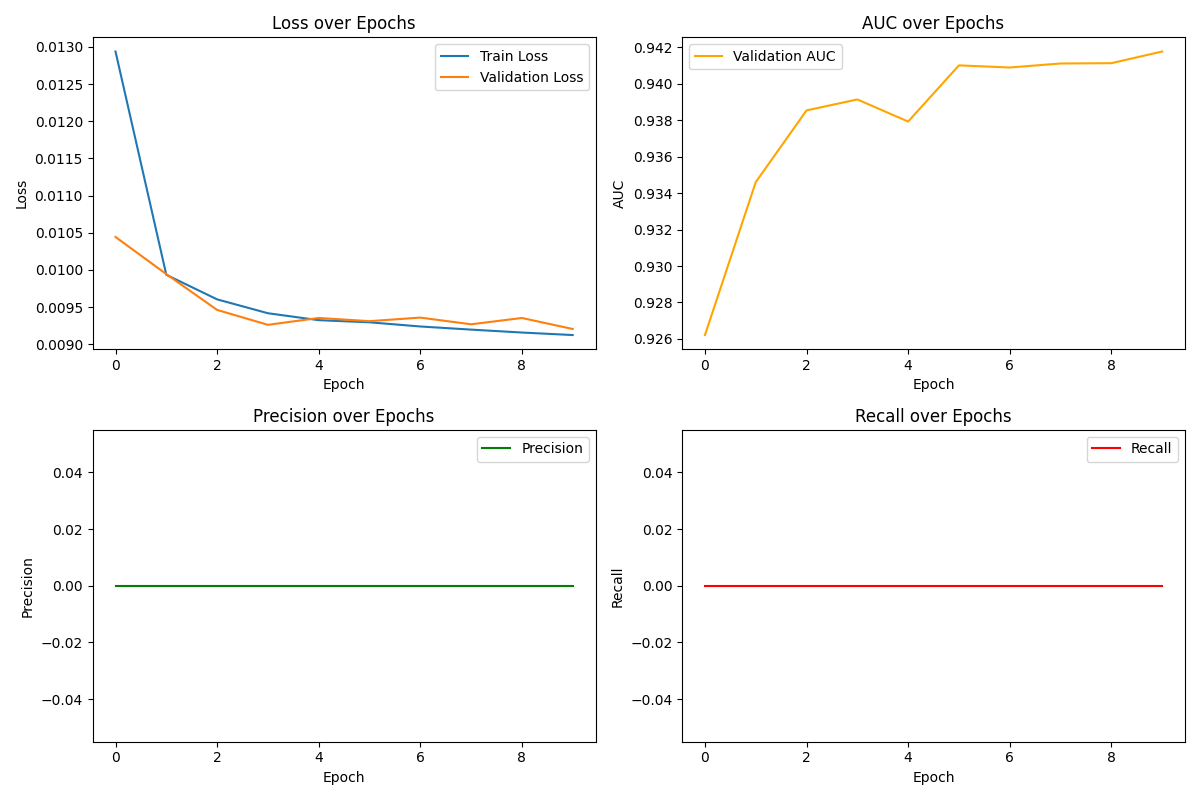 Loss over Epochs
0.0130
0.0125
0.0120
0.0115
0.0110
0.0105
0.0100
0.0095
0.0090
Loss
Train Loss
Validation Loss
0 2 4 6 8
Epoch
AUC over Epochs
0.942
0.940
0.938
0.936
0.934
0.932
0.930
0.928
0.926
AUC
Validation AUC
0 2 4 6 8
Epoch
Precision over Epochs
0.04
0.02
0.00
−0.02
−0.04
Precision
Precision
0 2 4 6 8
Epoch
Recall over Epochs
0.04
0.02
0.00
−0.02
−0.04
Recall
Recall
0 2 4 6 8
Epoch